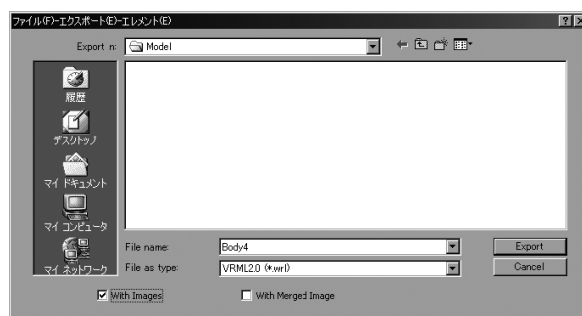 ファイル(F)-エクスポート(E)-エレメント(E)
Export n:
Model
履歴
デスクトップ
マイ ドキュメント
マイ コンピュータ
マイ ネットワーク
File name:
Body4
Export
File as type:
VRML2.0 (*.wrl)
Cancel
With Images
With Merged Image